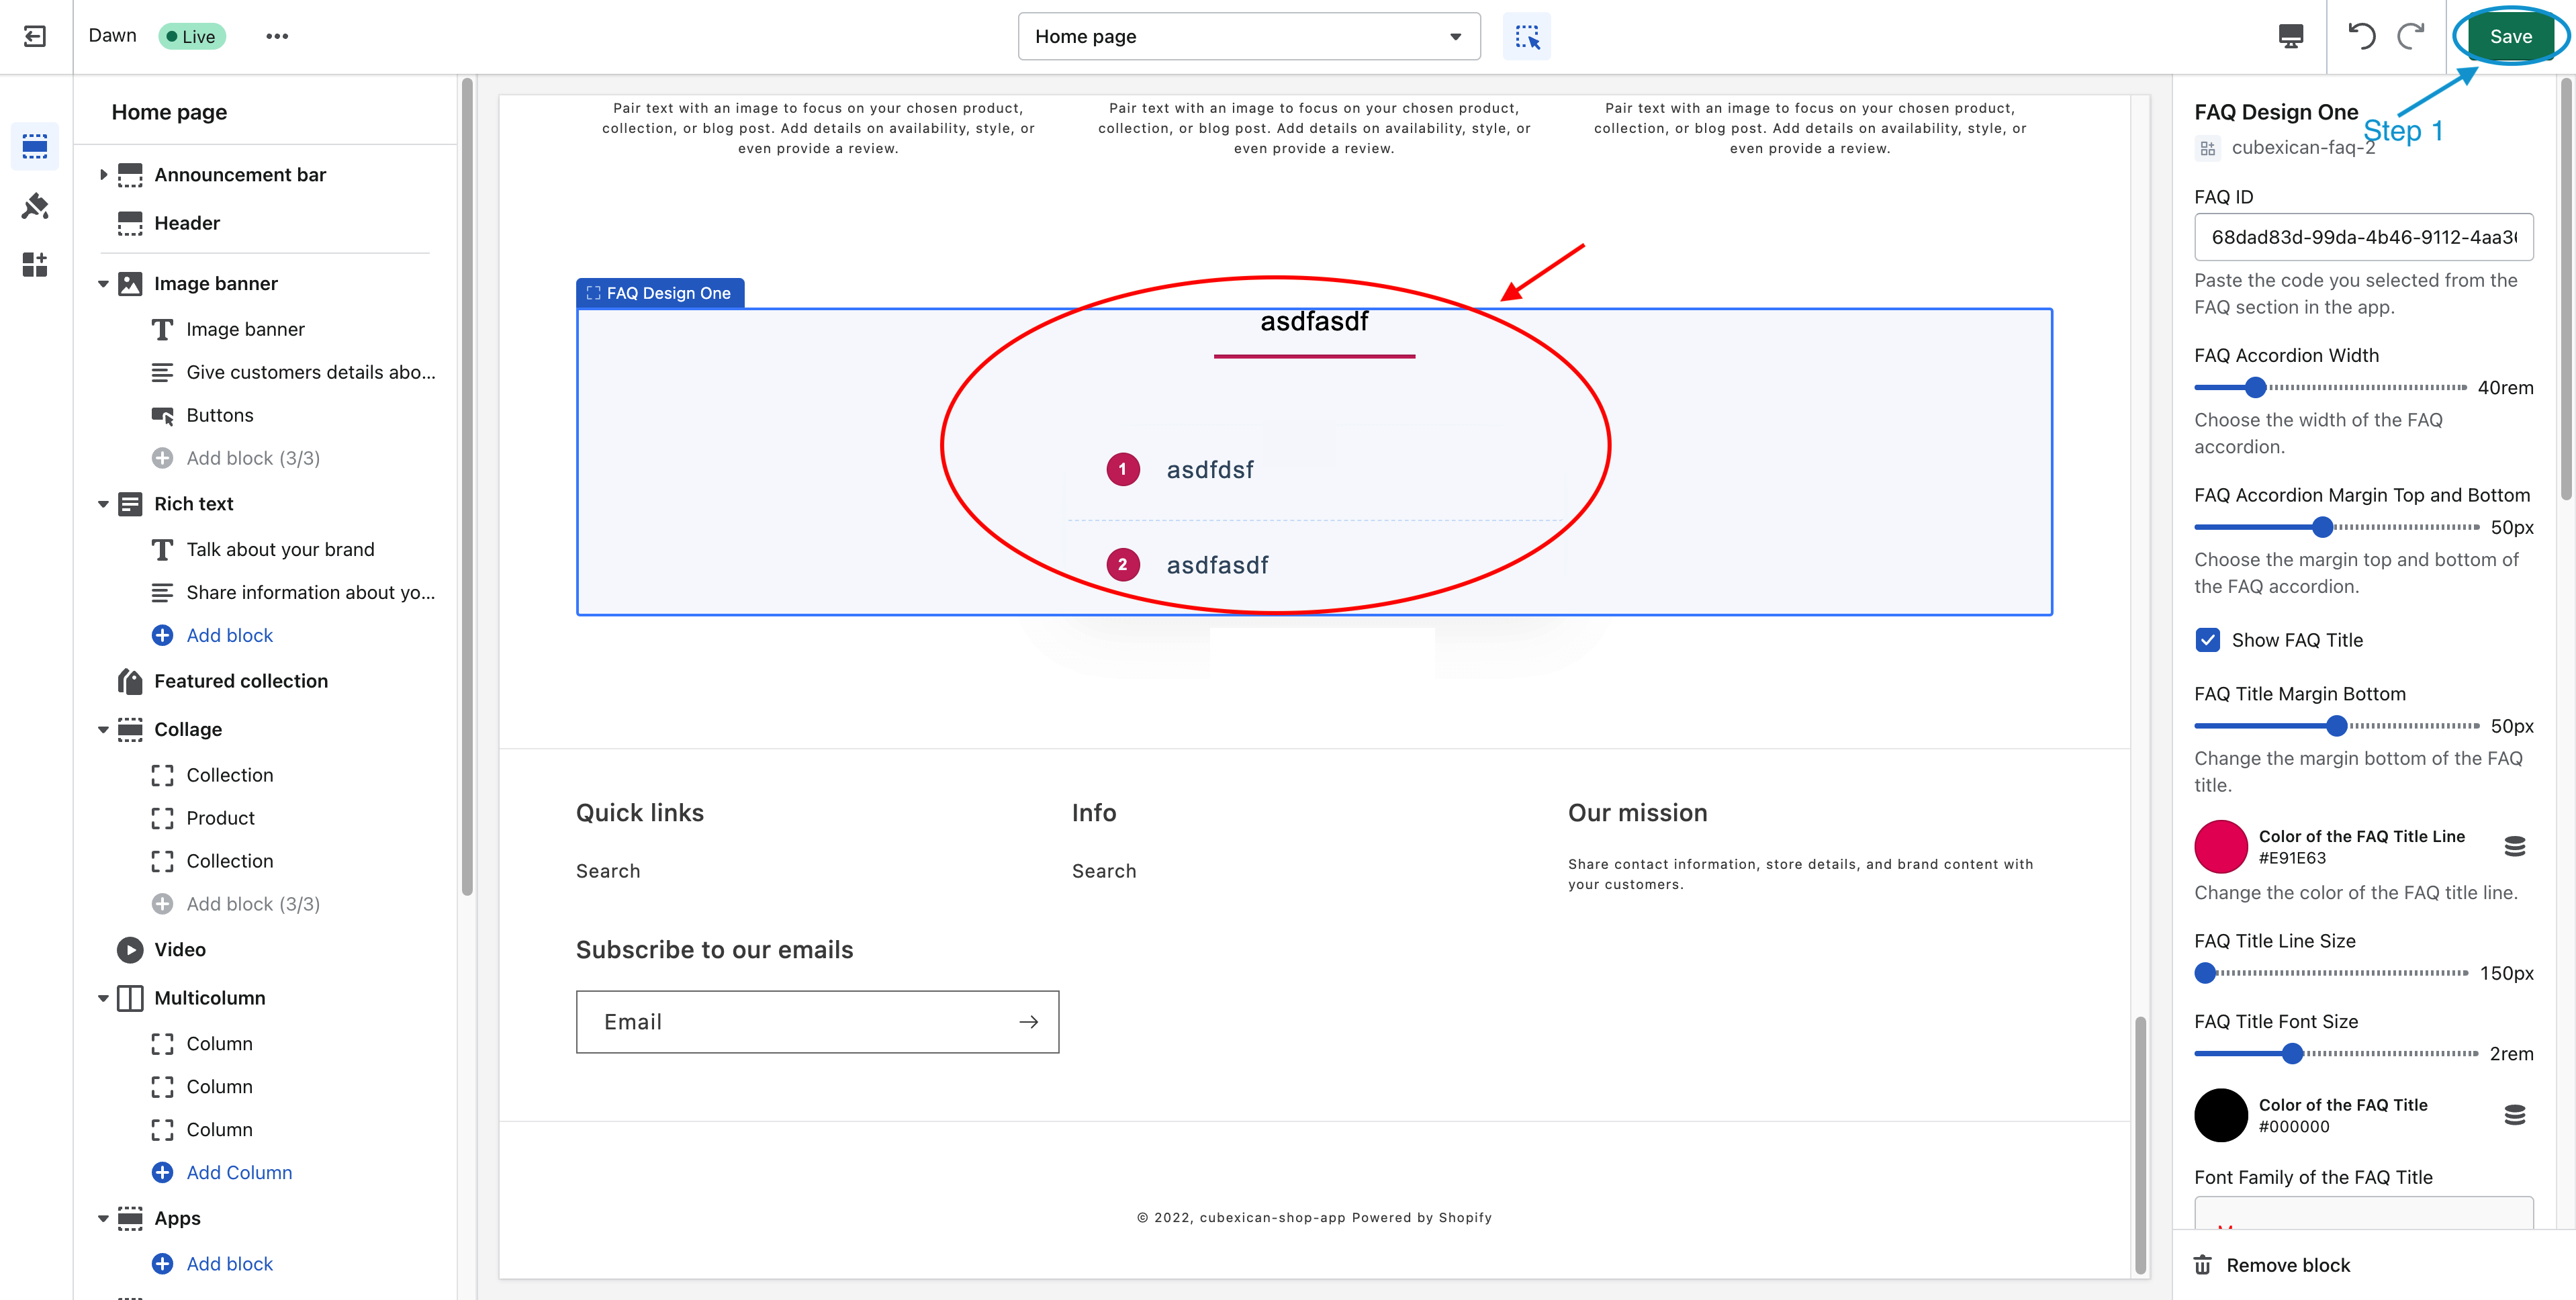 Dawn
Live
Home page
Save
Step 1
Home page
Announcement bar
Header
Image banner
Image banner
Give customers details abo...
Buttons
Add block (3/3)
Rich text
Talk about your brand
Share information about yo...
Add block
Featured collection
Collage
Collection
Product
Collection
Add block (3/3)
Video
Multicolumn
Column
Column
Column
Add Column
Apps
Add block
Pair text with an image to focus on your chosen product,
collection, or blog post. Add details on availability, style, or
even provide a review.
Pair text with an image to focus on your chosen product,
collection, or blog post. Add details on availability, style, or
even provide a review.
Pair text with an image to focus on your chosen product,
collection, or blog post. Add details on availability, style, or
even provide a review.
FAQ Design One
asdfasdf
1 asdfdsf
2 asdfasdf
Quick links
Search
Info
Search
Our mission
Share contact information, store details, and brand content with
your customers.
Subscribe to our emails
Email
© 2022, cubexican-shop-app Powered by Shopify
FAQ Design One
cubexican-faq-2
FAQ ID
68dad83d-99da-4b46-9112-4aa3
Paste the code you selected from the
FAQ section in the app.
FAQ Accordion Width
40rem
Choose the width of the FAQ
accordion.
FAQ Accordion Margin Top and Bottom
50px
Choose the margin top and bottom of
the FAQ accordion.
Show FAQ Title
FAQ Title Margin Bottom
50px
Change the margin bottom of the FAQ
title.
Color of the FAQ Title Line
#E91E63
Change the color of the FAQ title line.
FAQ Title Line Size
150px
FAQ Title Font Size
2rem
Color of the FAQ Title
#000000
Font Family of the FAQ Title
Remove block